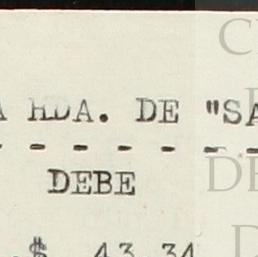 HDA. DE "SA
DEBE
$ 43 34